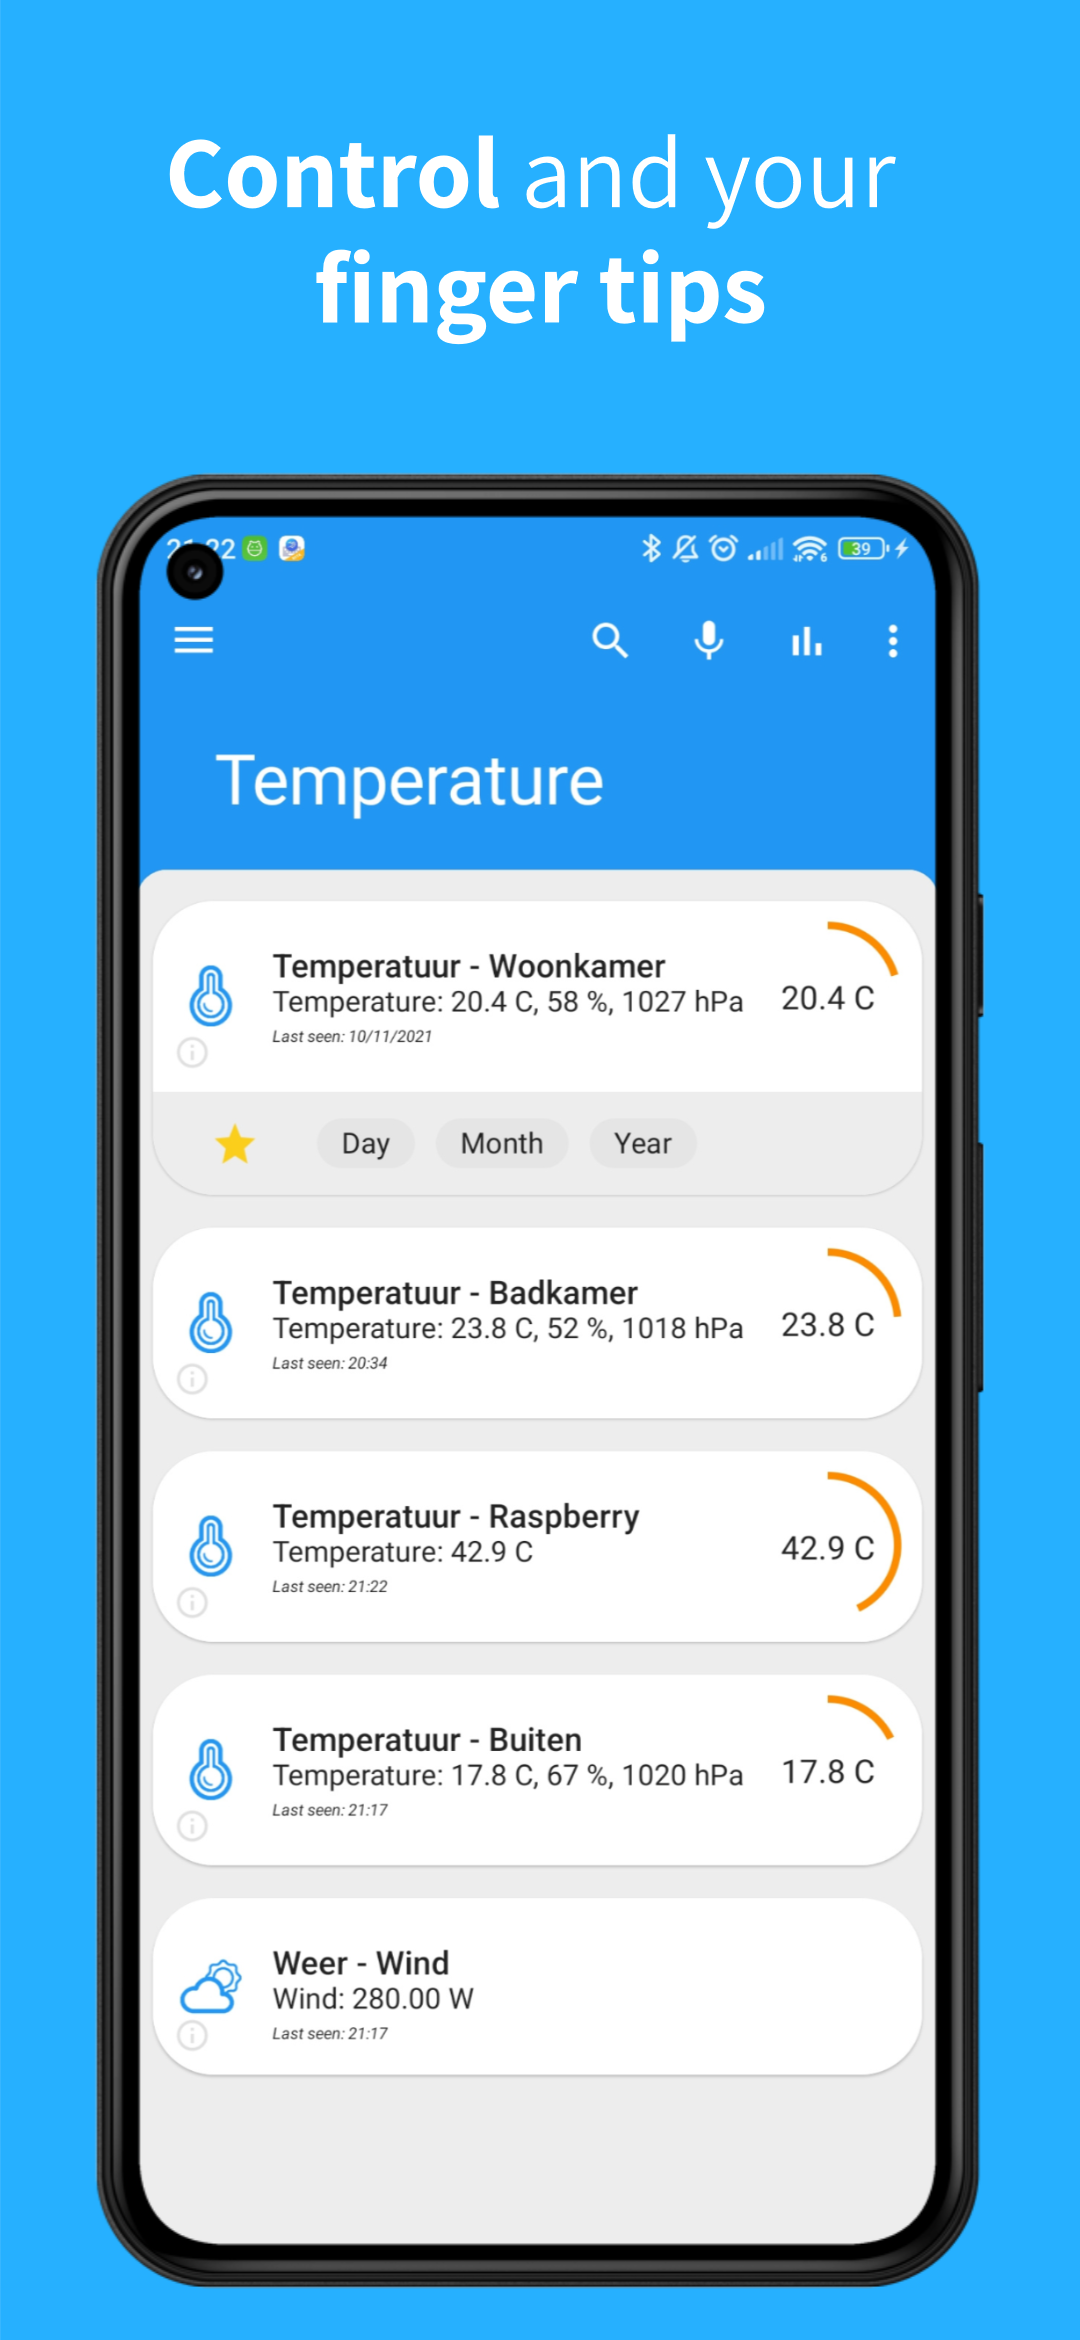 Control and your
finger tips
39
Temperature
Temperatuur - Woonkamer
Temperature: 20.4 C, 58 %, 1027 hPa
20.4 C
Last seen: 10/11/2021
Day Month Year
Temperatuur - Badkamer
Temperature: 23.8 C, 52 %, 1018 hPa
23.8 C
Last seen: 20:34
Temperatuur - Raspberry
Temperature: 42.9 C
42.9 C
Last seen: 21:22
Temperatuur - Buiten
Temperature: 17.8 C, 67 %, 1020 hPa
17.8 C
Last seen: 21:17
Weer - Wind
Wind: 280.00 W
Last seen: 21:17